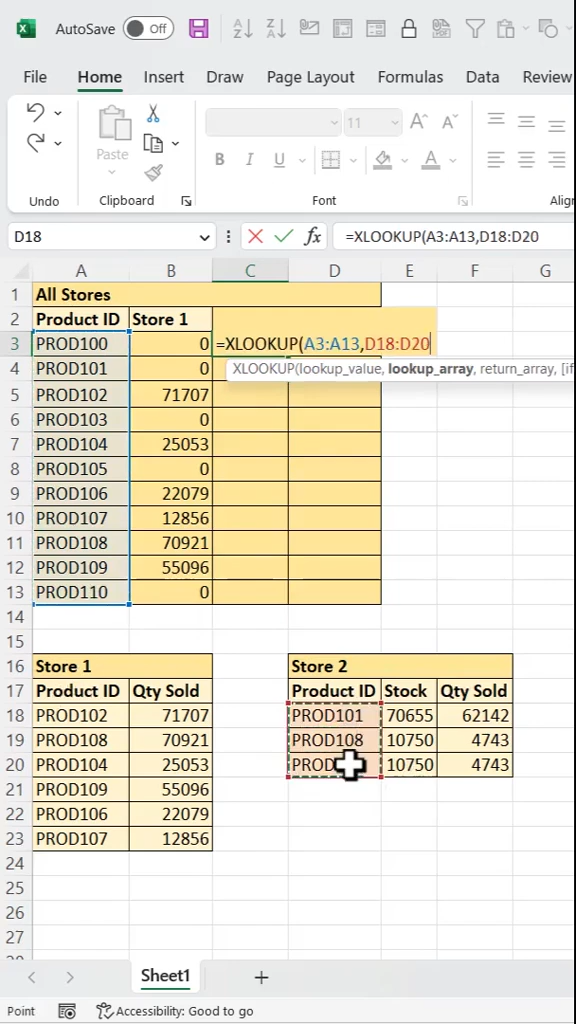 AutoSave Off
File Home Insert Draw Page Layout Formulas Data Review
Paste
11 A A
B I U A
Undo Clipboard Font
D18 fx =XLOOKUP(A3:A13,D18:D20
A B C D E F G
1 All Stores
2 Product ID Store 1
3 PROD100 0 =XLOOKUP(A3:A13,D18:D20
4 PROD101 0 XLOOKUP(lookup_value, lookup_array, return_array, [if
5 PROD102 71707
6 PROD103 0
7 PROD104 25053
8 PROD105 0
9 PROD106 22079
10 PROD107 12856
11 PROD108 70921
12 PROD109 55096
13 PROD110 0
14
15
16 Store 1 Store 2
17 Product ID Qty Sold Product ID Stock Qty Sold
18 PROD102 71707 PROD101 70655 62142
19 PROD108 70921 PROD108 10750 4743
20 PROD104 25053 10750 4743
21 PROD109 55096
22 PROD106 22079
23 PROD107 12856
24
25
26
27
Sheet1
Point Accessibility: Good to go